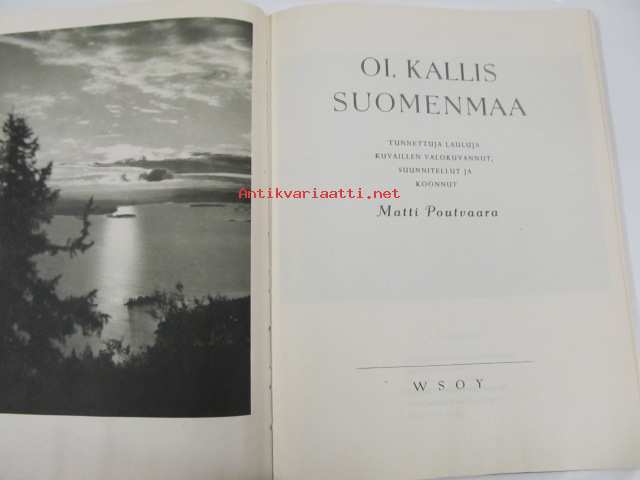 OI, KALLIS
SUOMENMAA
TUNNETTUJA LAULUJA
KUVAILLEN VALOKUVANNUT,
SUUNNITELLUT JA
KOONNUT
Antikvariaatti.net
Matti Poutvaara
WSOY